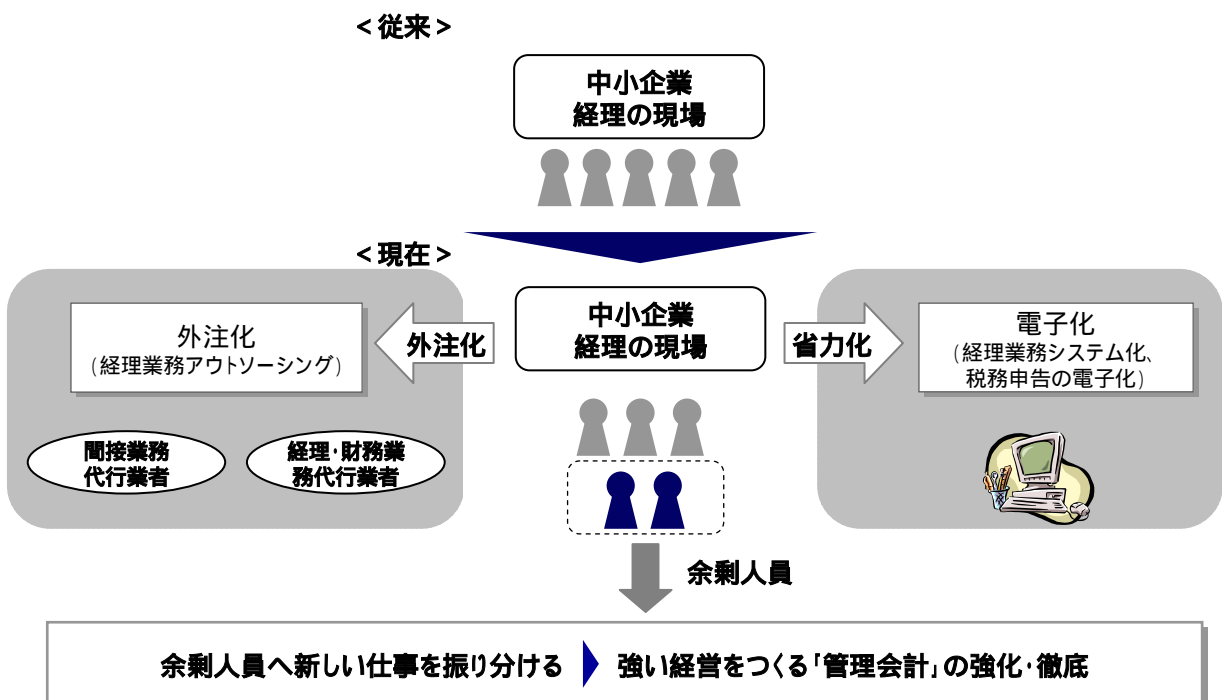 <従来>
中小企業
経理の現場
<現在>
外注化
(経理業務アウトソーシング)
外注化
中小企業
経理の現場
省力化
電子化
(経理業務システム化、
税務申告の電子化)
間接業務
代行業者
経理・財務業
務代行業者
余剰人員
余剰人員へ新しい仕事を振り分ける
強い経営をつくる「管理会計」の強化・徹底